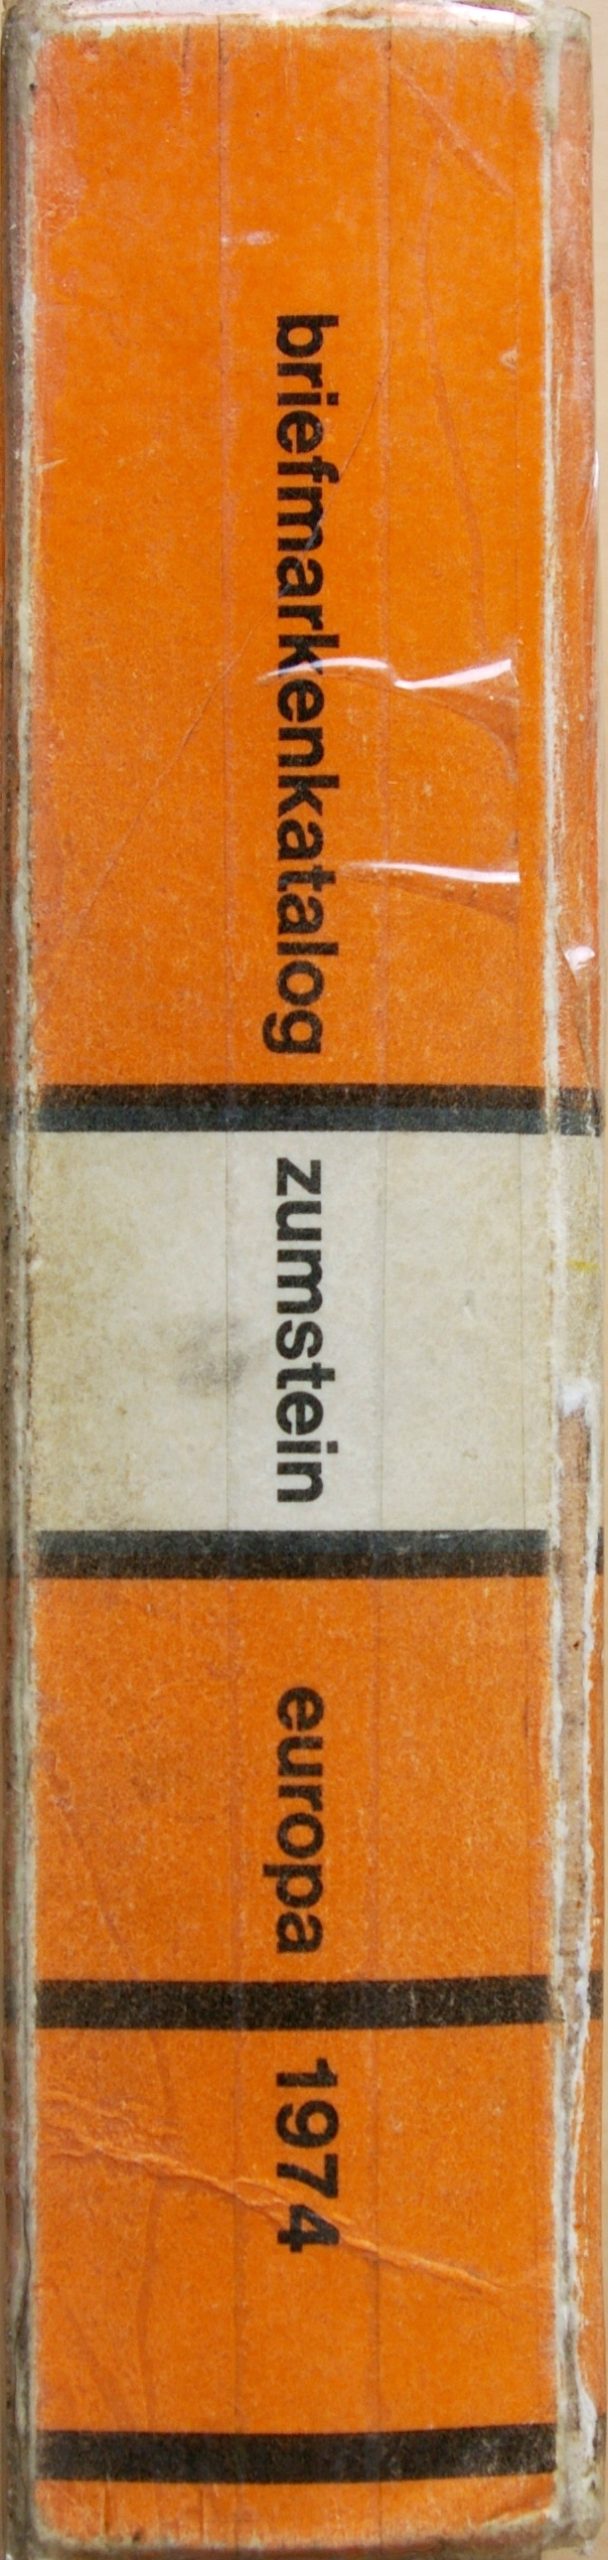 briefmarkenkatalog
zumstein
europa
1974